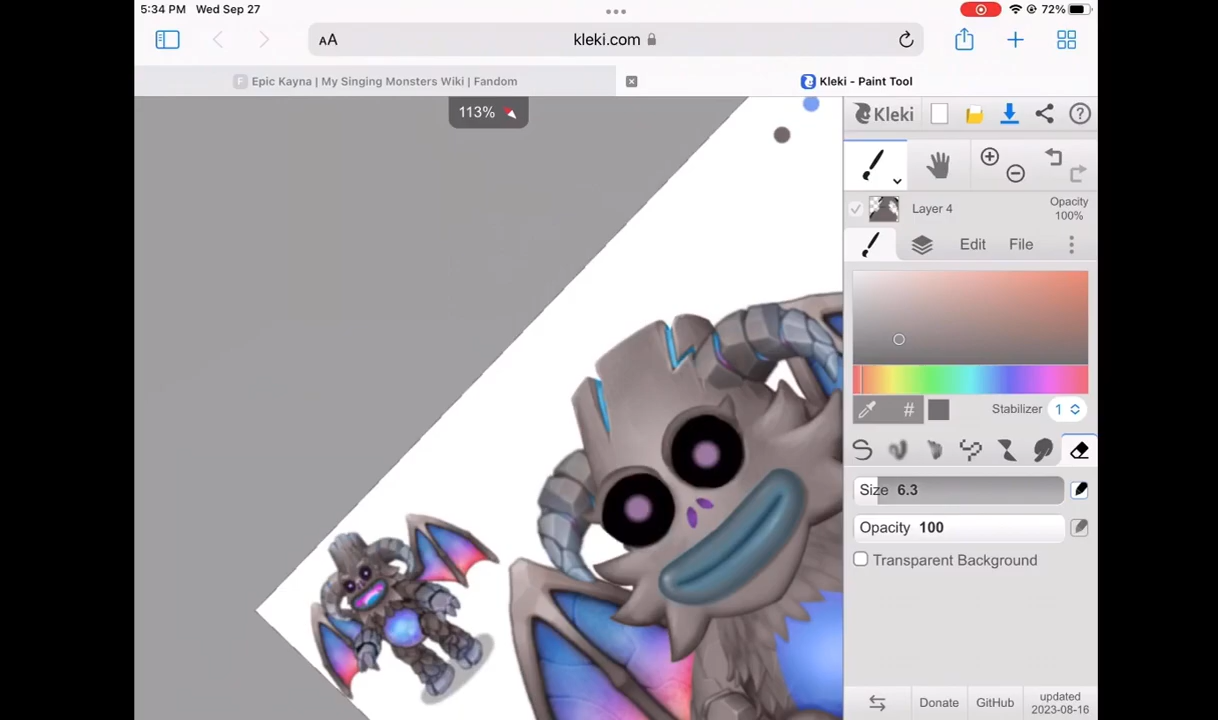 5:34 PM Wed Sep 27
72%
AA
kleki.com
Epic Kayna | My Singing Monsters Wiki | Fandom
Kleki - Paint Tool
113%
Kleki
Layer 4
Opacity
100%
Edit
File
#
Stabilizer 1
Size 6.3
Opacity 100
Transparent Background
Donate
GitHub
updated
2023-08-16